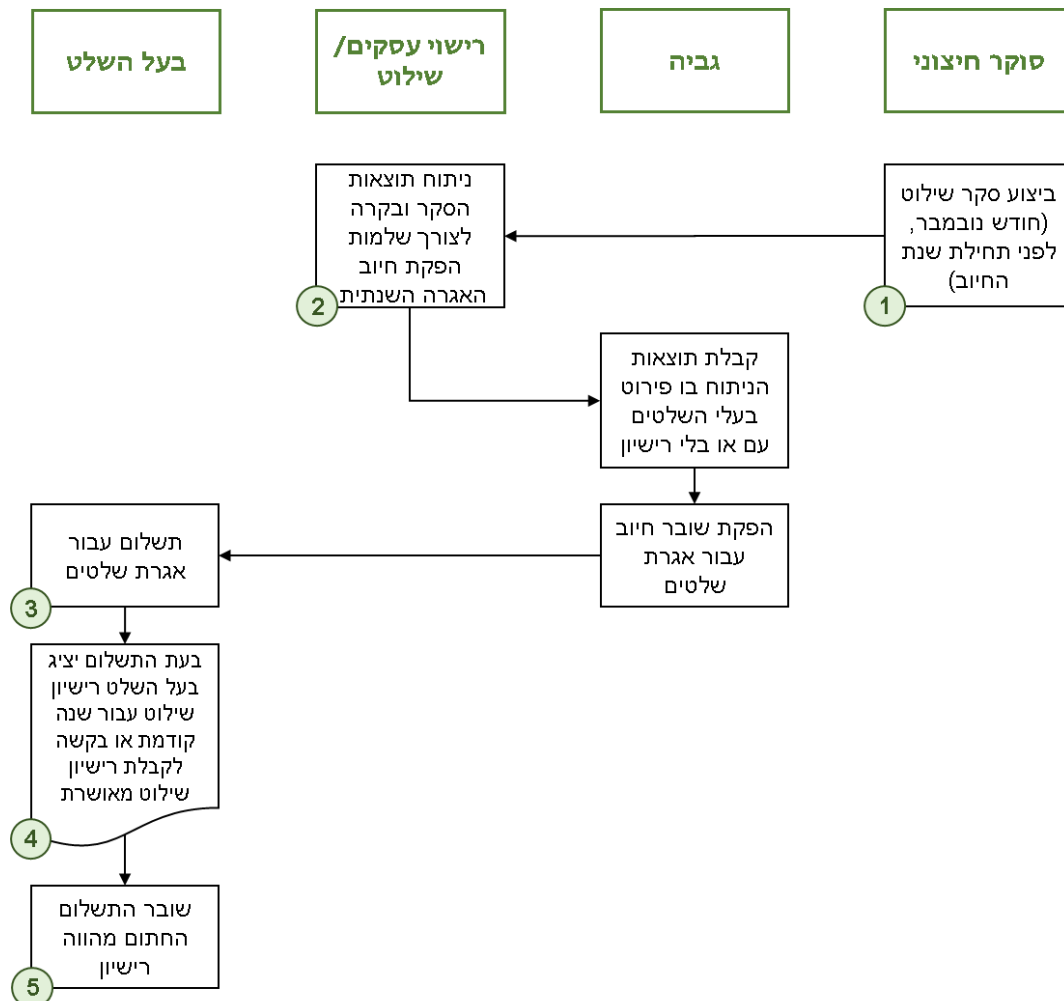 סוקר חיצוני
גביה
רישוי עסקים/
שילוט
בעל השלט
ביצוע סקר שילוט
(חודש נובמבר,
לפני תחילת שנת
החיוב)
1
ניתוח תוצאות
הסקר ובקרה
לצורך שלמות
הפקת חיוב
האגרה השנתית
2
קבלת תוצאות
הניתוח בו פירוט
בעלי השלטים
עם או בלי רישיון
הפקת שובר חיוב
עבור אגרת
שלטים
תשלום עבור
אגרת שלטים
3
בעת התשלום יציג
בעל השלט רישיון
שילוט עבור שנה
קודמת או בקשה
לקבלת רישיון
שילוט מאושרת
4
שובר התשלום
החתום מהווה
רישיון
5